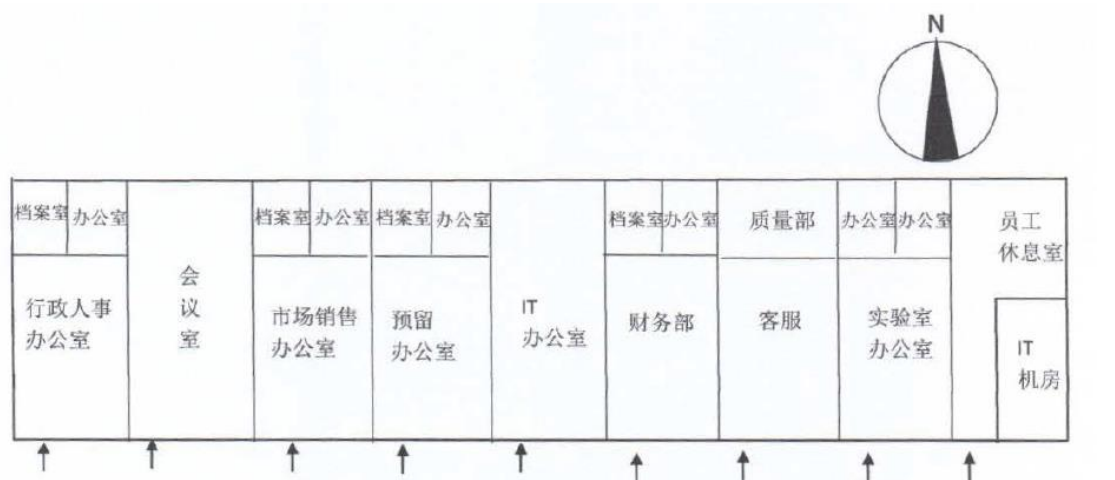 N
档案室 办公室 档案室 办公室 档案室 办公室 档案室 办公室 质量部 办公室 办公室 员工
休息室
会
议
室
行政人事
办公室
市场销售
办公室
预留
办公室
IT
办公室
财务部
客服
实验室
办公室
IT
机房